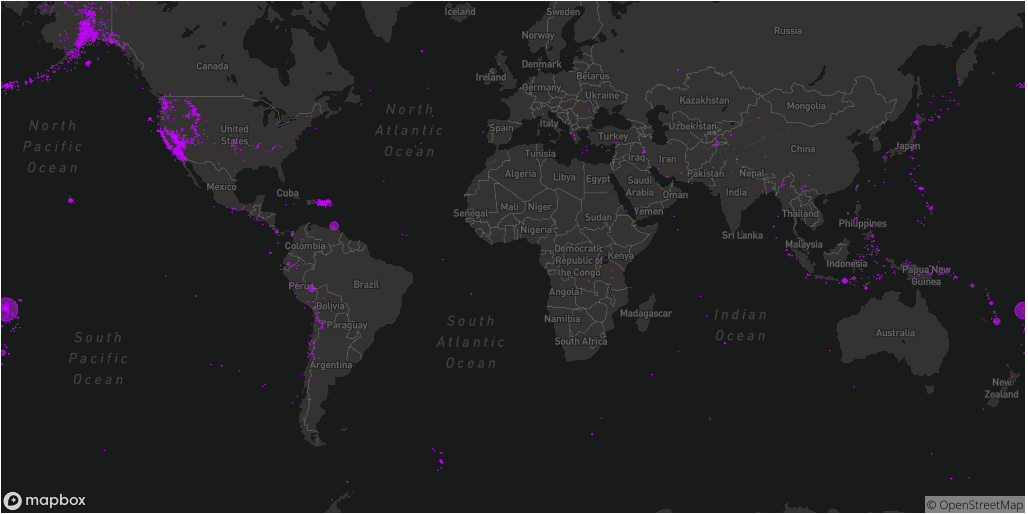 Iceland
Sweden
Russia
Norway
Canada
Denmark
Ireland
Belarus
Germany
Ukraine
Kazakhstan
Mongolia
North
Atlantic
Ocean
North
Pacific
Ocean
United
States
Spain
Italy
Turkey
Uzbekistan
China
Japan
Tunisia
Iraq
Iran
Algeria
Libya
Egypt
Pakistan
Nepal
Mexico
Cuba
Saudi
Arabia
Oman
India
Senegal
Mali
Niger
Sudan
Yemen
Thailand
Philippines
Nigeria
Sri Lanka
Colombia
Democratic
Republic of
the Congo
Kenya
Malaysia
Indonesia
Papua New
Guinea
Peru
Brazil
Angola
Bolivia
Madagascar
Namibia
Paraguay
South
Atlantic
Ocean
Indian
Ocean
South
Pacific
Ocean
South Africa
Australia
Argentina
New
Zealand
mapbox
© OpenStreetMap